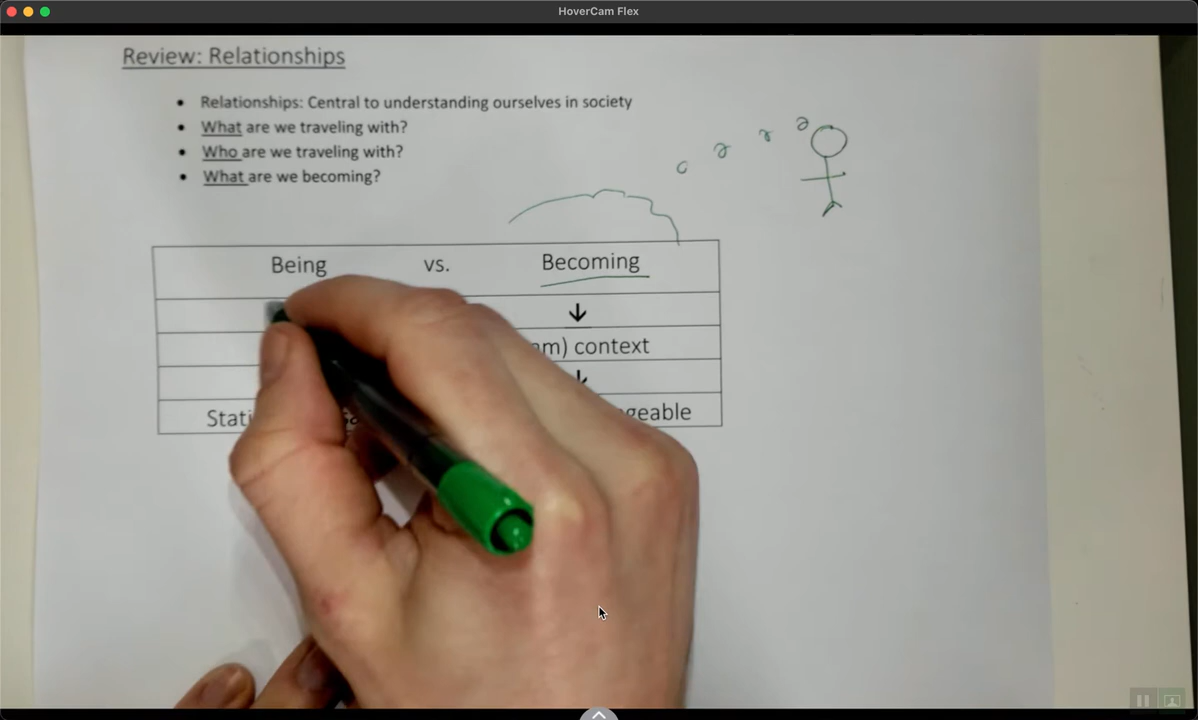 HoverCam Flex
Review: Relationships
• Relationships: Central to understanding ourselves in society
• What are we traveling with?
• Who are we traveling with?
• What are we becoming?
Being vs. Becoming
↓
context